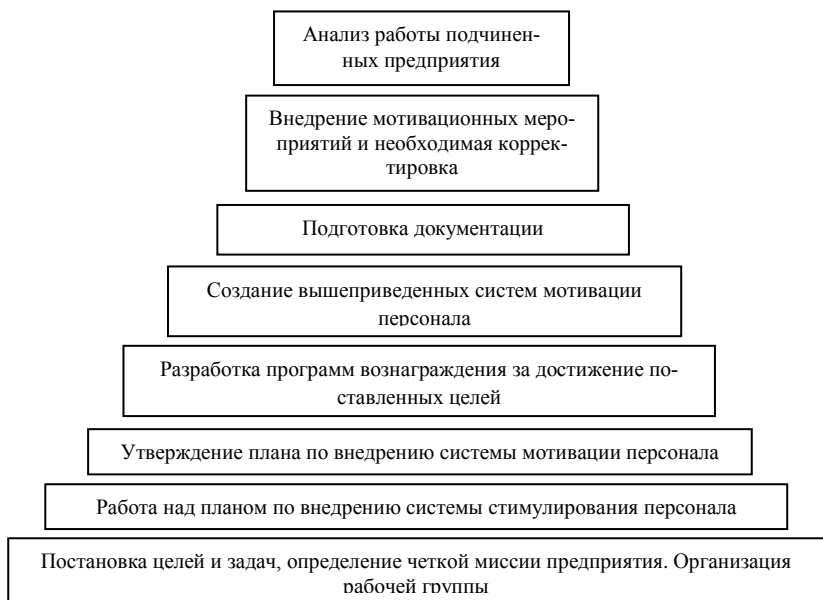 Анализ работы подчинен-
ных предприятия
Внедрение мотивационных меро-
приятий и необходимая коррек-
тировка
Подготовка документации
Создание вышеприведенных систем мотивации
персонала
Разработка программ вознаграждения за достижение по-
ставленных целей
Утверждение плана по внедрению системы мотивации персонала
Работа над планом по внедрению системы стимулирования персонала
Постановка целей и задач, определение четкой миссии предприятия. Организация
рабочей группы